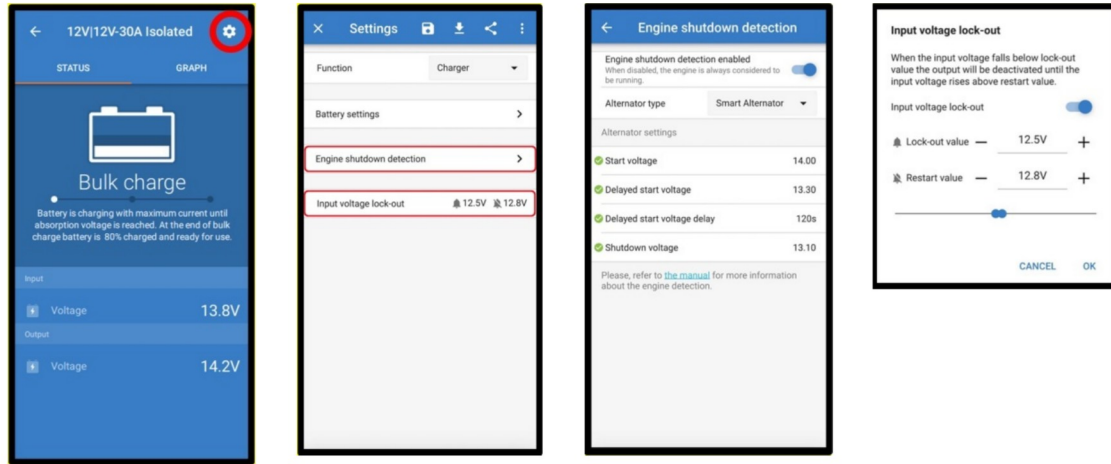 12V|12V-30A Isolated
STATUS
GRAPH
Bulk charge
Battery is charging with maximum current until
absorption voltage is reached. At the end of bulk
charge battery is 80% charged and ready for use.
Input
Voltage 13.8V
Output
Voltage 14.2V
Settings
Function Charger
Battery settings
Engine shutdown detection
Input voltage lock-out 12.5V 12.8V
Engine shutdown detection
Engine shutdown detection enabled
When disabled, the engine is always considered to
be running.
Alternator type Smart Alternator
Alternator settings
Start voltage 14.00
Delayed start voltage 13.30
Delayed start voltage delay 120s
Shutdown voltage 13.10
Please, refer to the manual for more information
about the engine detection.
Input voltage lock-out
When the input voltage falls below lock-out
value the output will be deactivated until the
input voltage rises above restart value.
Input voltage lock-out
Lock-out value — 12.5V +
Restart value — 12.8V +
CANCEL OK